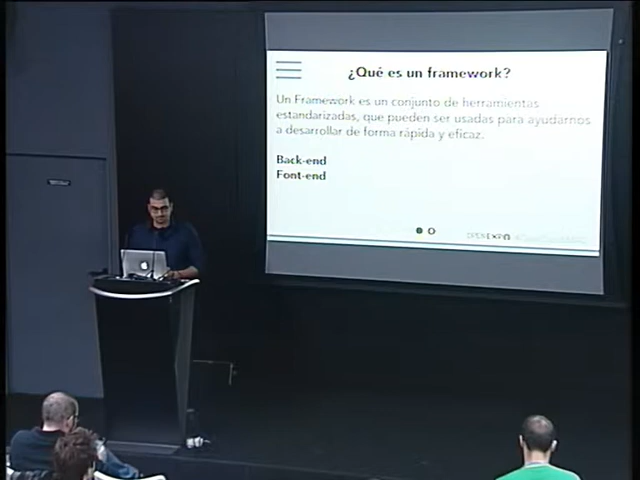 ¿Qué es un framework?
Un Framework es un conjunto de herramientas
estandarizadas, que pueden ser usadas para ayudarnos
a desarrollar de forma rápida y eficaz.
Back-end
Font-end
OPENEXPO